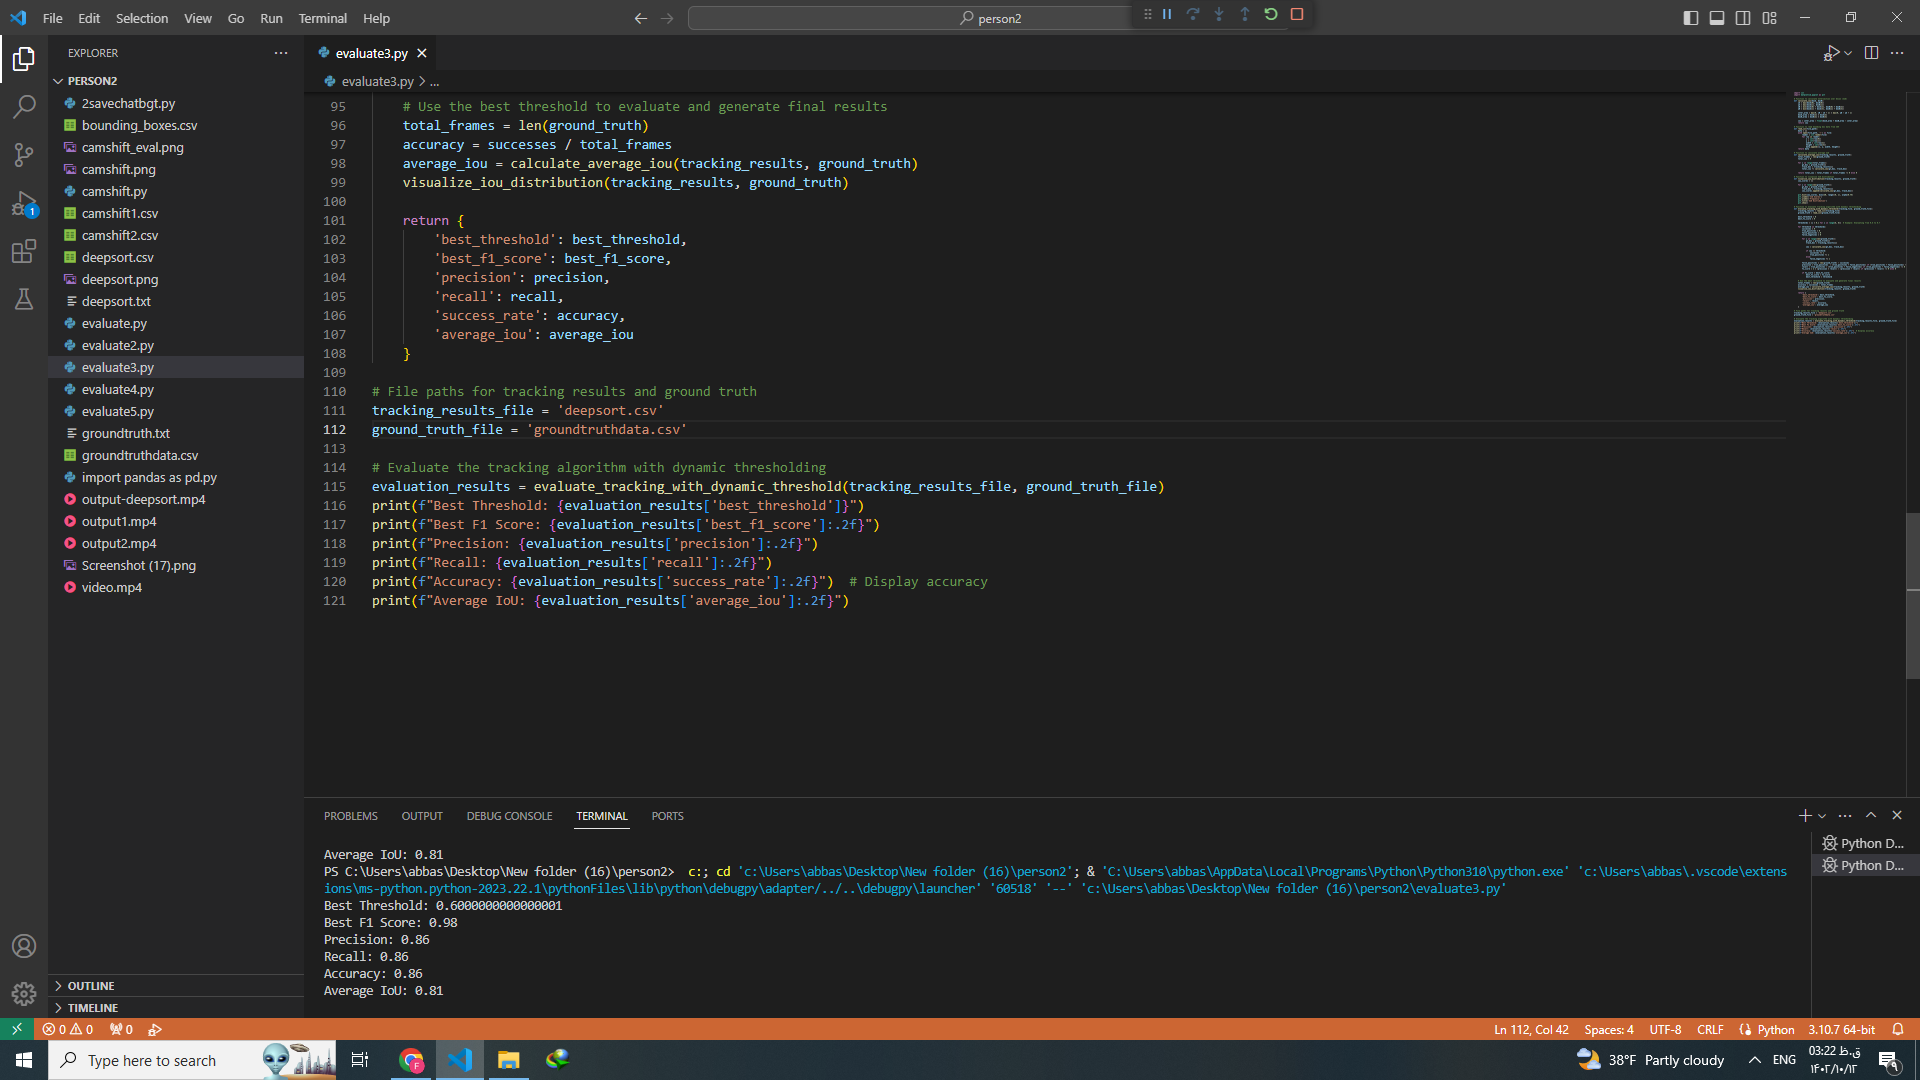 File Edit Selection View Go Run Terminal Help
person2
EXPLORER
evaluate3.py
PERSON2
evaluate3.py > ...
2savechatbgt.py
bounding_boxes.csv
camshift_eval.png
camshift.png
camshift.py
camshift1.csv
camshift2.csv
deepsort.csv
deepsort.png
deepsort.txt
evaluate.py
evaluate2.py
evaluate3.py
evaluate4.py
evaluate5.py
groundtruth.txt
groundtruthdata.csv
import pandas as pd.py
output-deepsort.mp4
output1.mp4
output2.mp4
Screenshot (17).png
video.mp4
OUTLINE
TIMELINE
1
95 # Use the best threshold to evaluate and generate final results
96 total_frames = len(ground_truth)
97 accuracy = successes / total_frames
98 average_iou = calculate_average_iou(tracking_results, ground_truth)
99 visualize_iou_distribution(tracking_results, ground_truth)
100
101 return {
102 'best_threshold': best_threshold,
103 'best_f1_score': best_f1_score,
104 'precision': precision,
105 'recall': recall,
106 'success_rate': accuracy,
107 'average_iou': average_iou
108 }
109
110 # File paths for tracking results and ground truth
111 tracking_results_file = 'deepsort.csv'
112 ground_truth_file = 'groundtruthdata.csv'
113
114 # Evaluate the tracking algorithm with dynamic thresholding
115 evaluation_results = evaluate_tracking_with_dynamic_threshold(tracking_results_file, ground_truth_file)
116 print(f"Best Threshold: {evaluation_results['best_threshold']}")
117 print(f"Best F1 Score: {evaluation_results['best_f1_score']:.2f}")
118 print(f"Precision: {evaluation_results['precision']:.2f}")
119 print(f"Recall: {evaluation_results['recall']:.2f}")
120 print(f"Accuracy: {evaluation_results['success_rate']:.2f}") # Display accuracy
121 print(f"Average IoU: {evaluation_results['average_iou']:.2f}")
PROBLEMS OUTPUT DEBUG CONSOLE TERMINAL PORTS
Average IoU: 0.81
PS C:\Users\abbas\Desktop\New folder (16)\person2> c:; cd 'c:\Users\abbas\Desktop\New folder (16)\person2'; & 'C:\Users\abbas\AppData\Local\Programs\Python\Python310\python.exe' 'c:\Users\abbas\.vscode\extens
ions\ms-python.python-2023.22.1\pythonFiles\lib\python\debugpy\adapter/../..\debugpy\launcher' '60518' '--' 'c:\Users\abbas\Desktop\New folder (16)\person2\evaluate3.py'
Best Threshold: 0.6000000000000001
Best F1 Score: 0.98
Precision: 0.86
Recall: 0.86
Accuracy: 0.86
Average IoU: 0.81
Python D...
Python D...
0 0 0
Ln 112, Col 42 Spaces: 4 UTF-8 CRLF Python 3.10.7 64-bit
Type here to search
38°F Partly cloudy
ENG
03:22 ق.ظ
۱۴۰۲/۱۰/۱۲
۹